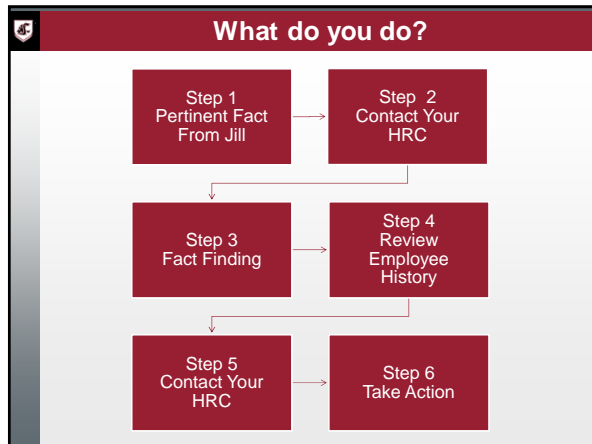 What do you do?
Step 1
Pertinent Fact
From Jill
Step 2
Contact Your
HRC
Step 3
Fact Finding
Step 4
Review
Employee
History
Step 5
Contact Your
HRC
Step 6
Take Action